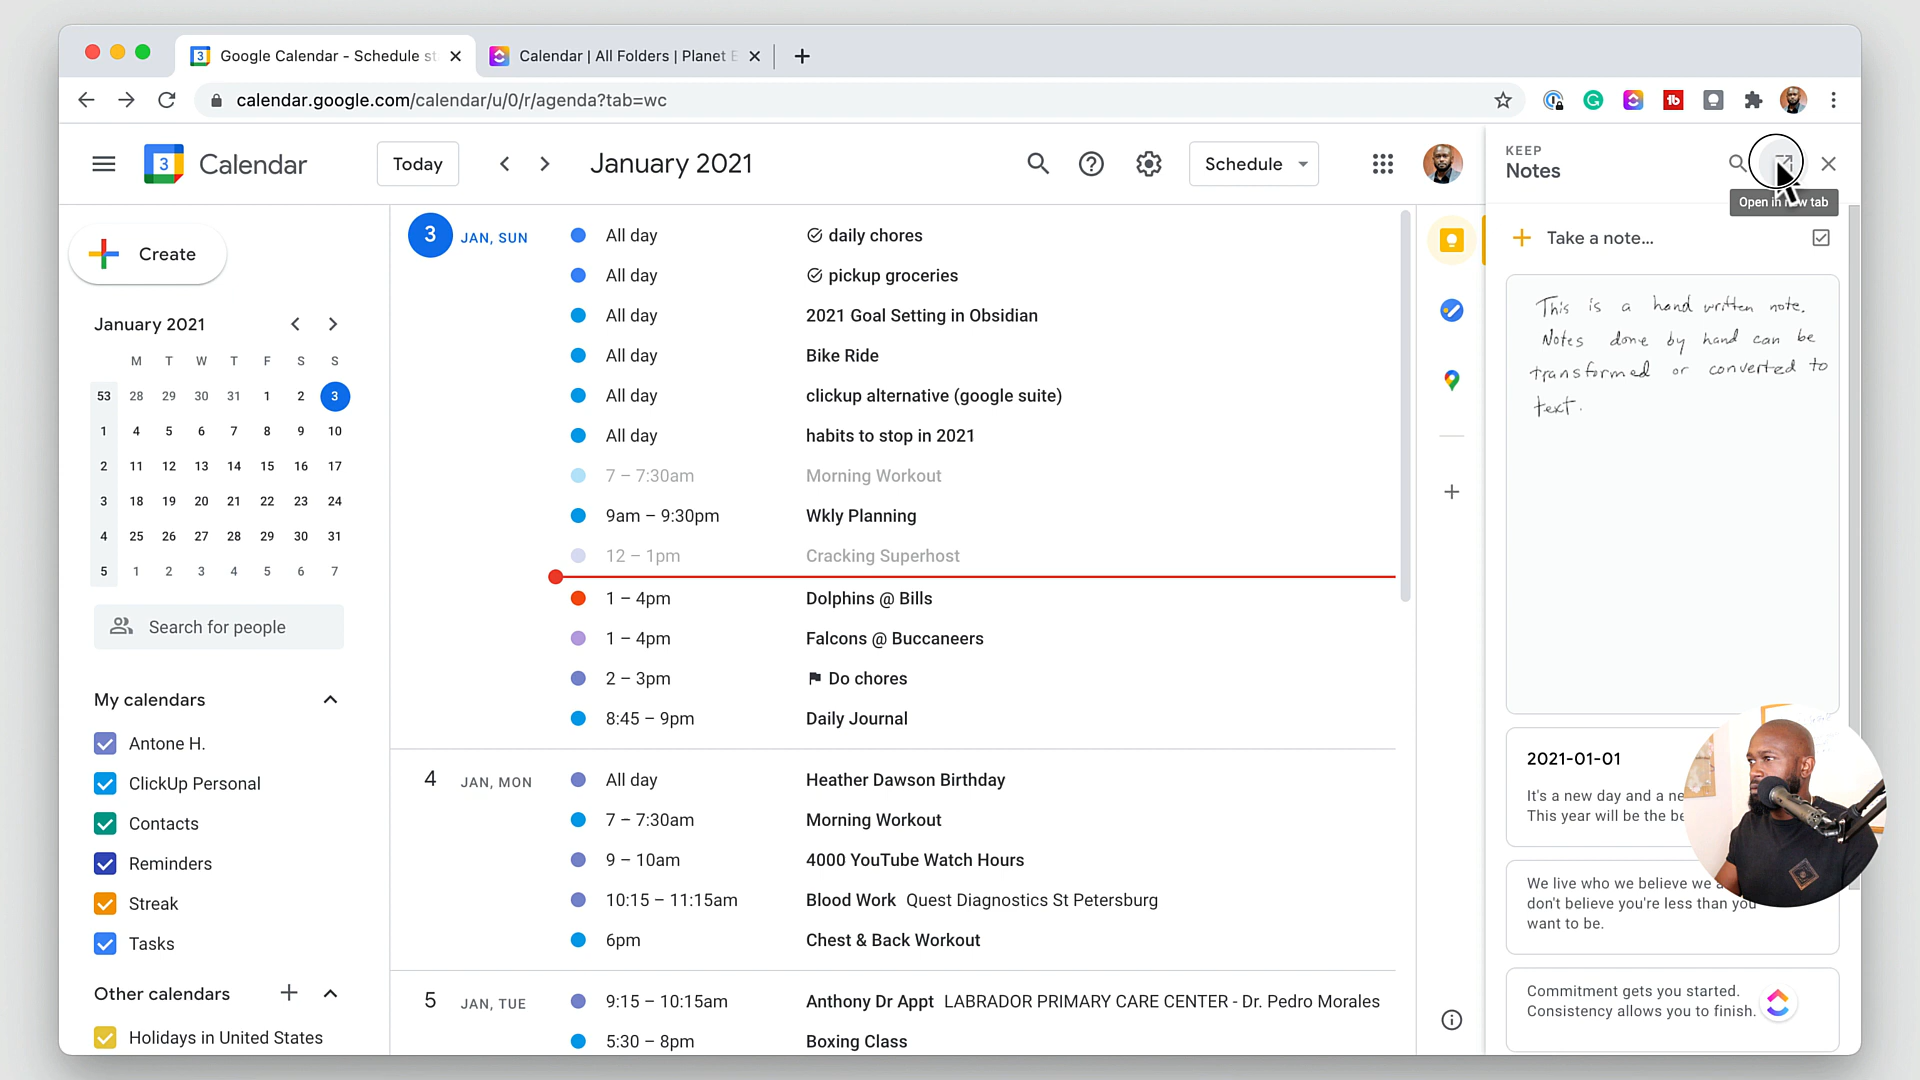 Google Calendar - Schedule st
Calendar | All Folders | Planet E
calendar.google.com/calendar/u/0/r/agenda?tab=wc
tb
3
Calendar
Today
January 2021
Schedule
KEEP
Notes
Open in new tab
Create
Take a note...
This is a hand written note.
Notes done by hand can be
transformed or converted to
text.
2021-01-01
It's a new day and a ne
This year will be the be
We live who we believe we a
don't believe you're less than you
want to be.
Commitment gets you started.
Consistency allows you to finish.
January 2021
M T W T F S S
53 28 29 30 31 1 2 3
1 4 5 6 7 8 9 10
2 11 12 13 14 15 16 17
3 18 19 20 21 22 23 24
4 25 26 27 28 29 30 31
5 1 2 3 4 5 6 7
Search for people
My calendars
Antone H.
ClickUp Personal
Contacts
Reminders
Streak
Tasks
Other calendars
Holidays in United States
3 JAN, SUN
All day daily chores
All day pickup groceries
All day 2021 Goal Setting in Obsidian
All day Bike Ride
All day clickup alternative (google suite)
All day habits to stop in 2021
7 – 7:30am Morning Workout
9am – 9:30pm Wkly Planning
12 – 1pm Cracking Superhost
1 – 4pm Dolphins @ Bills
1 – 4pm Falcons @ Buccaneers
2 – 3pm Do chores
8:45 – 9pm Daily Journal
4 JAN, MON
All day Heather Dawson Birthday
7 – 7:30am Morning Workout
9 – 10am 4000 YouTube Watch Hours
10:15 – 11:15am Blood Work Quest Diagnostics St Petersburg
6pm Chest & Back Workout
5 JAN, TUE
9:15 – 10:15am Anthony Dr Appt LABRADOR PRIMARY CARE CENTER - Dr. Pedro Morales
5:30 – 8pm Boxing Class